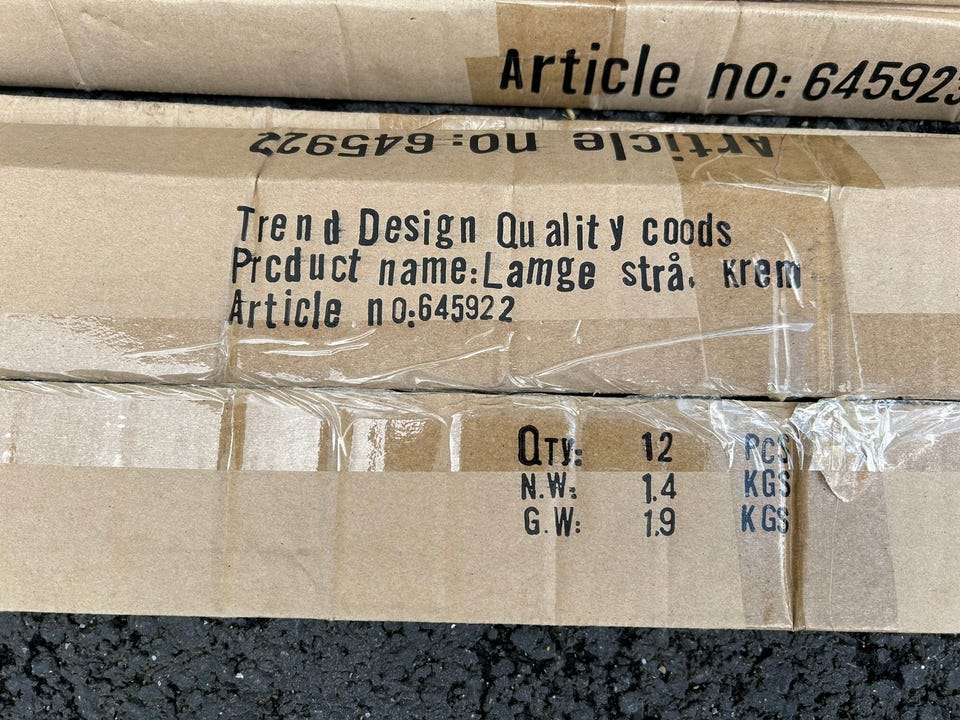 Article no: 645923
Article no: 645922
Trend Design Quality coods
Prcduct name:Lamge strå. krem
Article no:645922
QTY: 12 PCS
N.W: 1.4 KGS
G.W: 1.9 KGS